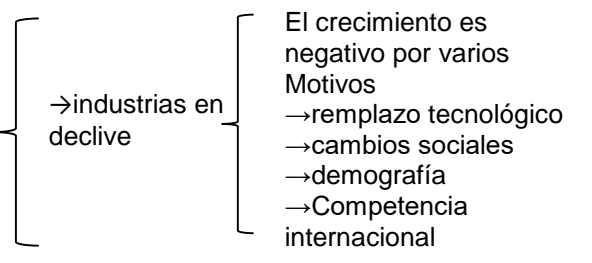 →industrias en
declive
El crecimiento es
negativo por varios
Motivos
→remplazo tecnológico
→cambios sociales
→demografía
→Competencia
internacional